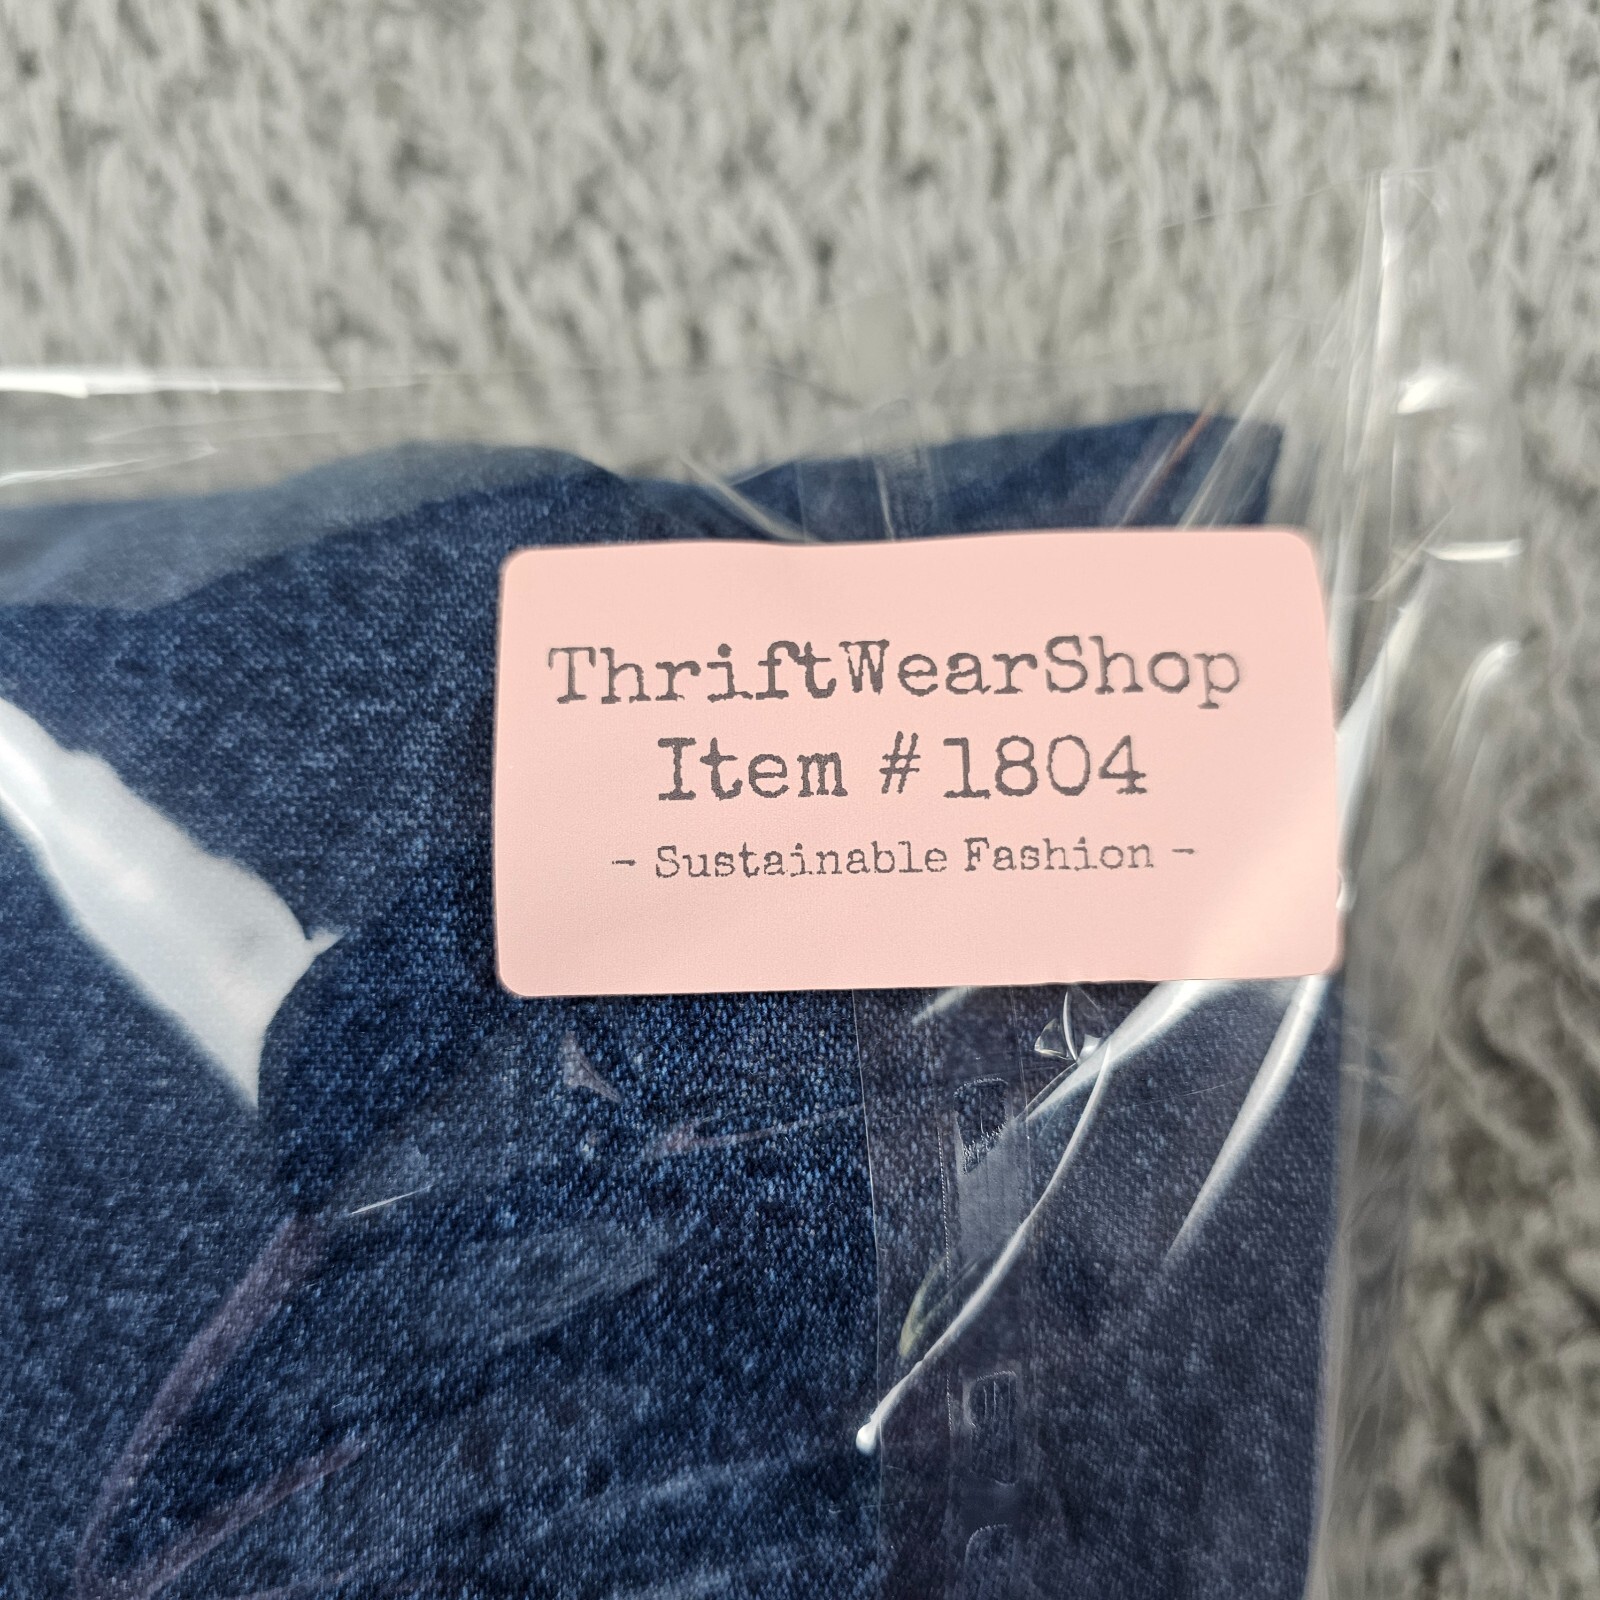 ThriftWearShop
Item #1804
- Sustainable Fashion -